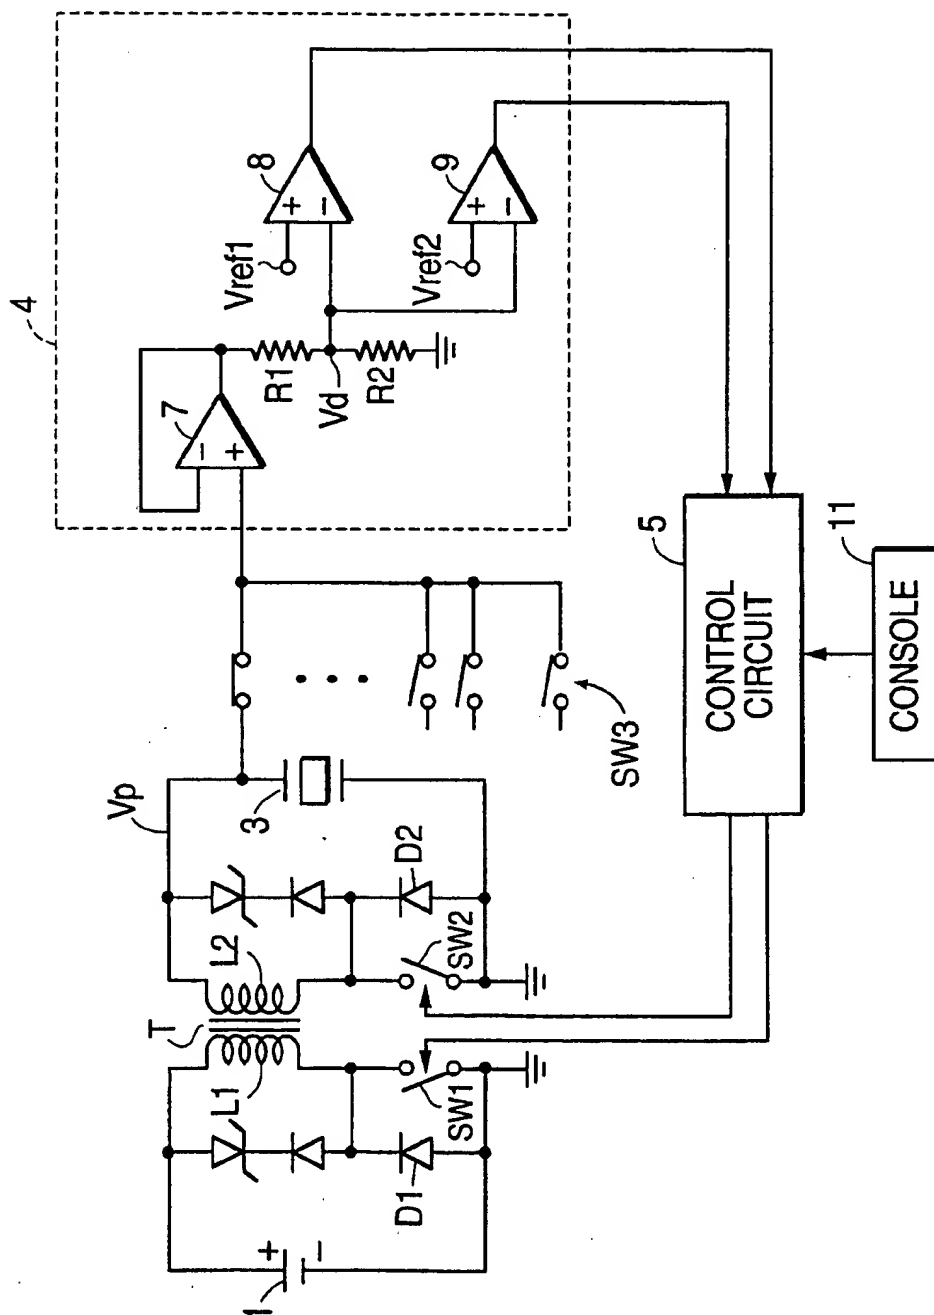 4
8
9
7
+
−
+
−
−
+
Vref1
Vref2
R1
Vd
R2
Vp
3
D2
SW2
L2
T
L1
SW1
D1
+
−
1
SW3
5
CONTROL
CIRCUIT
11
CONSOLE